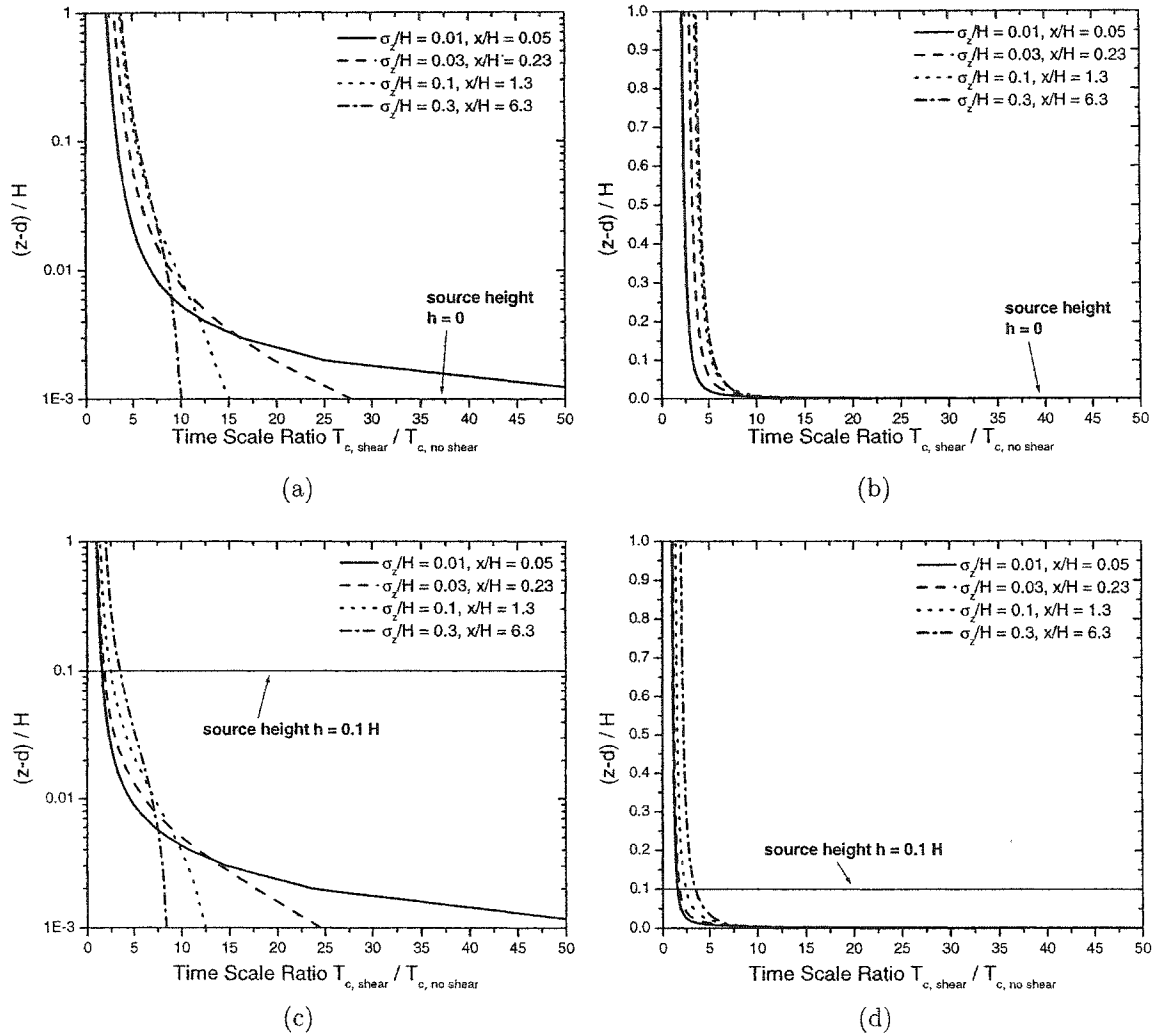 (z-d) / H
1
0.1
0.01
1E-3
σz/H = 0.01, x/H = 0.05
σz/H = 0.03, x/H = 0.23
σz/H = 0.1, x/H = 1.3
σz/H = 0.3, x/H = 6.3
source height
h = 0
0 5 10 15 20 25 30 35 40 45 50
Time Scale Ratio Tc, shear / Tc, no shear
(a)
(z-d) / H
1.0
0.9
0.8
0.7
0.6
0.5
0.4
0.3
0.2
0.1
0.0
σz/H = 0.01, x/H = 0.05
σz/H = 0.03, x/H = 0.23
σz/H = 0.1, x/H = 1.3
σz/H = 0.3, x/H = 6.3
source height
h = 0
0 5 10 15 20 25 30 35 40 45 50
Time Scale Ratio Tc, shear / Tc, no shear
(b)
(z-d) / H
1
0.1
0.01
1E-3
σz/H = 0.01, x/H = 0.05
σz/H = 0.03, x/H = 0.23
σz/H = 0.1, x/H = 1.3
σz/H = 0.3, x/H = 6.3
source height h = 0.1 H
0 5 10 15 20 25 30 35 40 45 50
Time Scale Ratio Tc, shear / Tc, no shear
(c)
(z-d) / H
1.0
0.9
0.8
0.7
0.6
0.5
0.4
0.3
0.2
0.1
0.0
σz/H = 0.01, x/H = 0.05
σz/H = 0.03, x/H = 0.23
σz/H = 0.1, x/H = 1.3
σz/H = 0.3, x/H = 6.3
source height h = 0.1 H
0 5 10 15 20 25 30 35 40 45 50
Time Scale Ratio Tc, shear / Tc, no shear
(d)